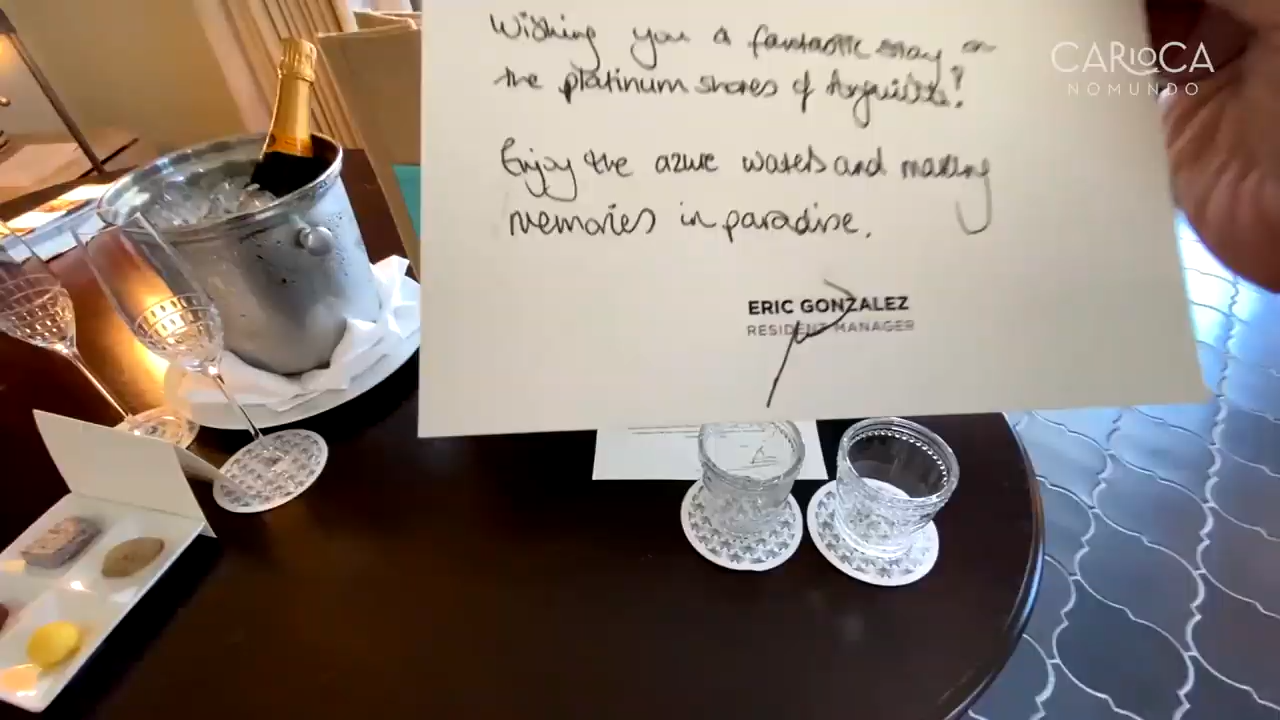 Wishing you a fantastic stay on
the platinum shores of Anguilla!
Enjoy the azure waters and making
memories in paradise.
ERIC GONZALEZ
RESIDENT MANAGER
CARIOCA
NOMUNDO